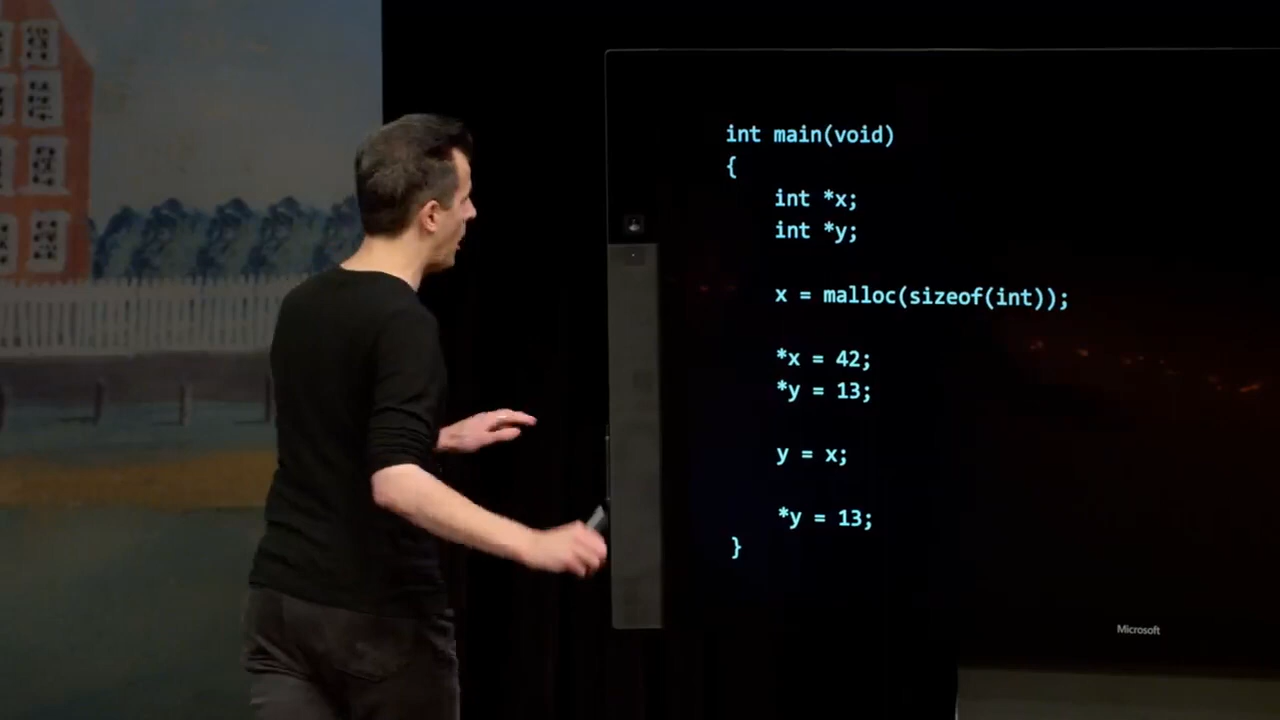 int main(void)
{
    int *x;
    int *y;
    x = malloc(sizeof(int));
    *x = 42;
    *y = 13;
    y = x;
    *y = 13;
}
Microsoft